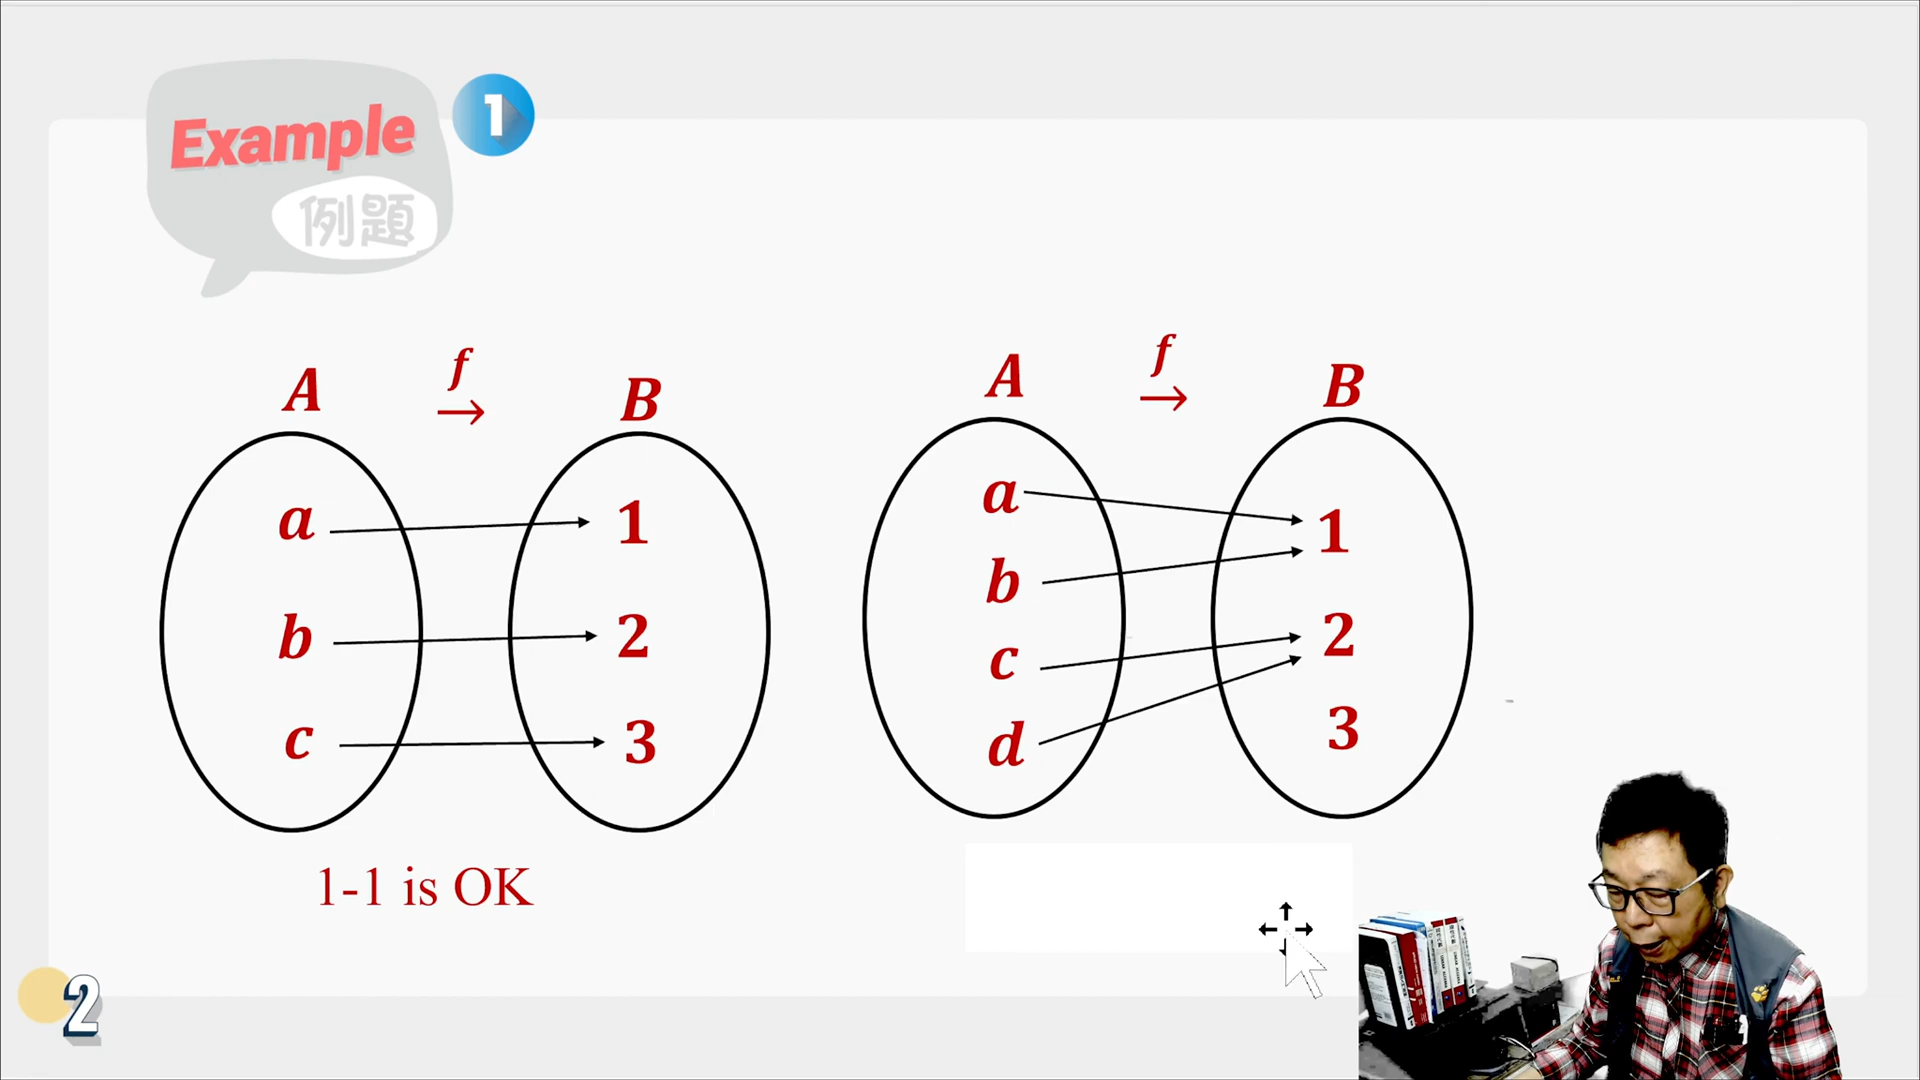 Example 1
例題
A f → B
a 1
b 2
c 3
1-1 is OK
A f → B
a 1
b 2
c 3
d
2